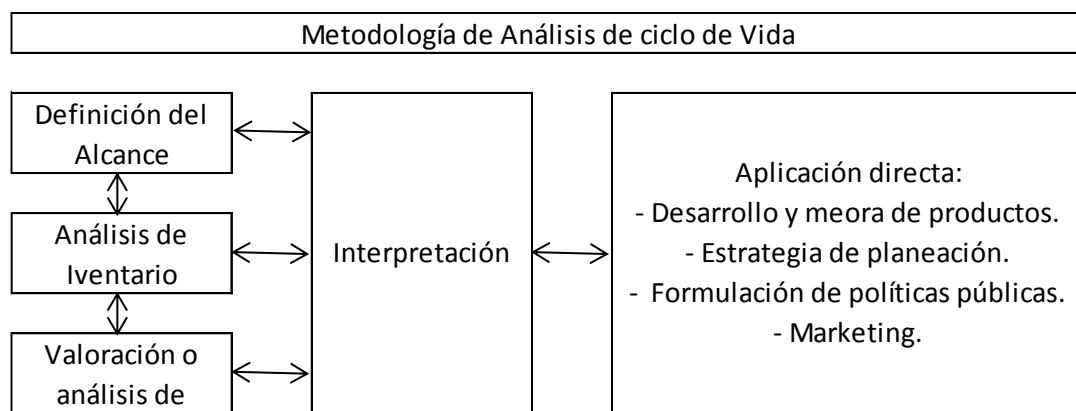 Metodología de Análisis de ciclo de Vida
Definición del
Alcance
Análisis de
Iventario
Valoración o
análisis de
Interpretación
Aplicación directa:
- Desarrollo y meora de productos.
- Estrategia de planeación.
- Formulación de políticas públicas.
- Marketing.